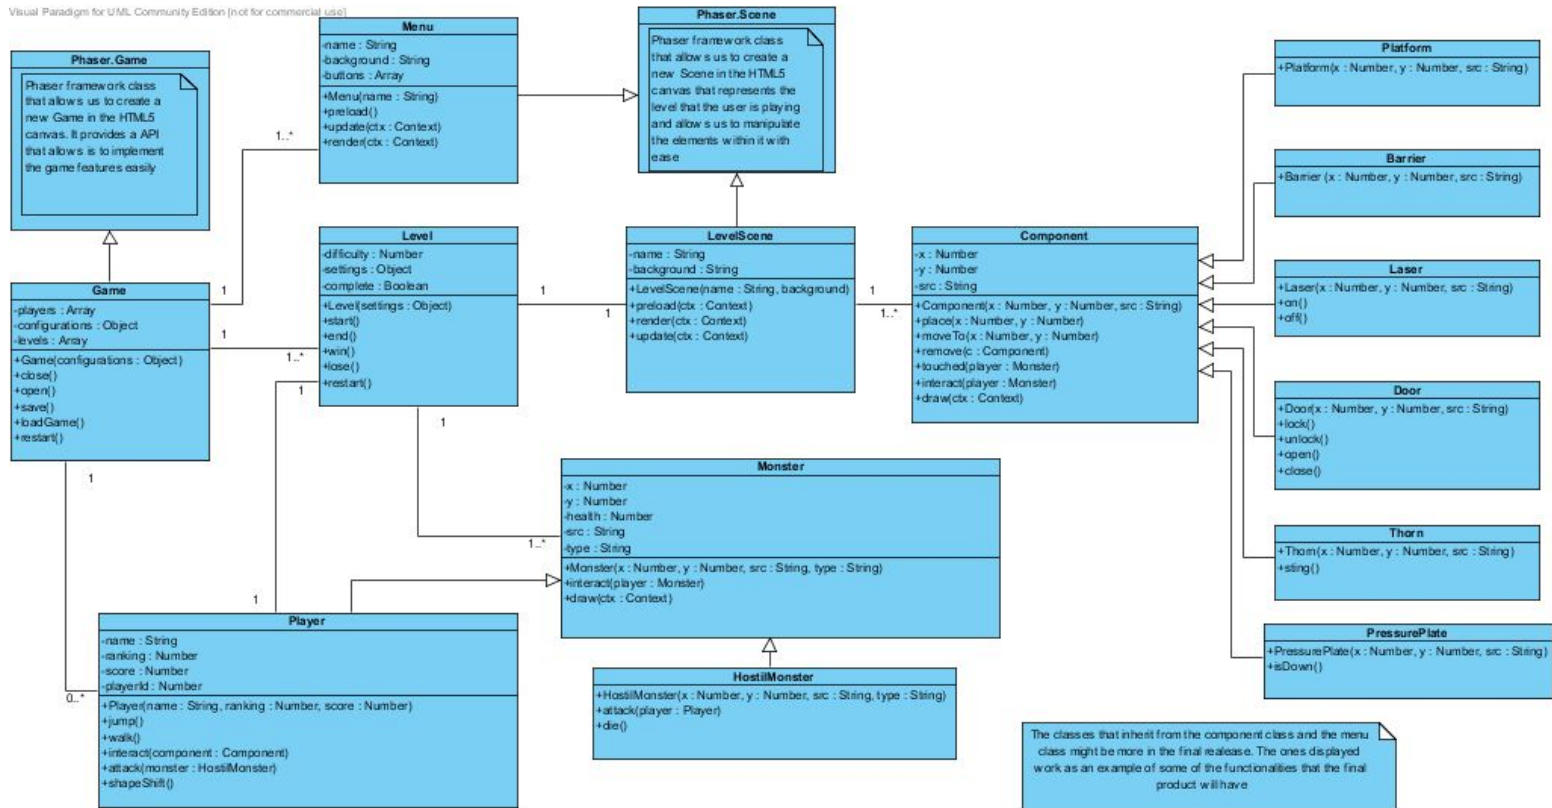 Visual Paradigm for UML Community Edition [not for commercial use]
Phaser.Game
Phaser framework class
that allows us to create a
new Game in the HTML5
canvas. It provides a API
that allows is to implement
the game features easily
Menu
-name : String
-background : String
-buttons : Array
+Menu(name : String)
+preload()
+update(ctx : Context)
+render(ctx : Context)
Phaser.Scene
Phaser framework class
that allows us to create a
new Scene in the HTML5
canvas that represents the
level that the user is playing
and allows us to manipulate
the elements within it with
ease
1..*
1
Game
-players : Array
-configurations : Object
-levels : Array
+Game(configurations : Object)
+close()
+open()
+save()
+loadGame()
+restart()
1
1..*
Level
-difficulty : Number
-settings : Object
-complete : Boolean
+Level(settings : Object)
+start()
+end()
+win()
+lose()
+restart()
1
1
LevelScene
-name : String
-background : String
+LevelScene(name : String, background)
+preload(ctx : Context)
+render(ctx : Context)
+update(ctx : Context)
1
1..*
Component
-x : Number
-y : Number
-src : String
+Component(x : Number, y : Number, src : String)
+place(x : Number, y : Number)
+moveTo(x : Number, y : Number)
+remove(c : Component)
+touched(player : Monster)
+interact(player : Monster)
+draw(ctx : Context)
Platform
+Platform(x : Number, y : Number, src : String)
Barrier
+Barrier (x : Number, y : Number, src : String)
Laser
+Laser(x : Number, y : Number, src : String)
+on()
+off()
Door
+Door(x : Number, y : Number, src : String)
+lock()
+unlock()
+open()
+close()
Thorn
+Thorn(x : Number, y : Number, src : String)
+sting()
PressurePlate
+PressurePlate(x : Number, y : Number, src : String)
+isDown()
1
1
1
1..*
Monster
-x : Number
-y : Number
-health : Number
-src : String
-type : String
+Monster(x : Number, y : Number, src : String, type : String)
+interact(player : Monster)
+draw(ctx : Context)
1
0..*
Player
-name : String
-ranking : Number
-score : Number
-playerId : Number
+Player(name : String, ranking : Number, score : Number)
+jump()
+walk()
+interact(component : Component)
+attack(monster : HostilMonster)
+shapeShift()
HostilMonster
+HostilMonster(x : Number, y : Number, src : String, type : String)
+attack(player : Player)
+die()
The classes that inherit from the component class and the menu
class might be more in the final realease. The ones displayed
work as an example of some of the functionalities that the final
product will have